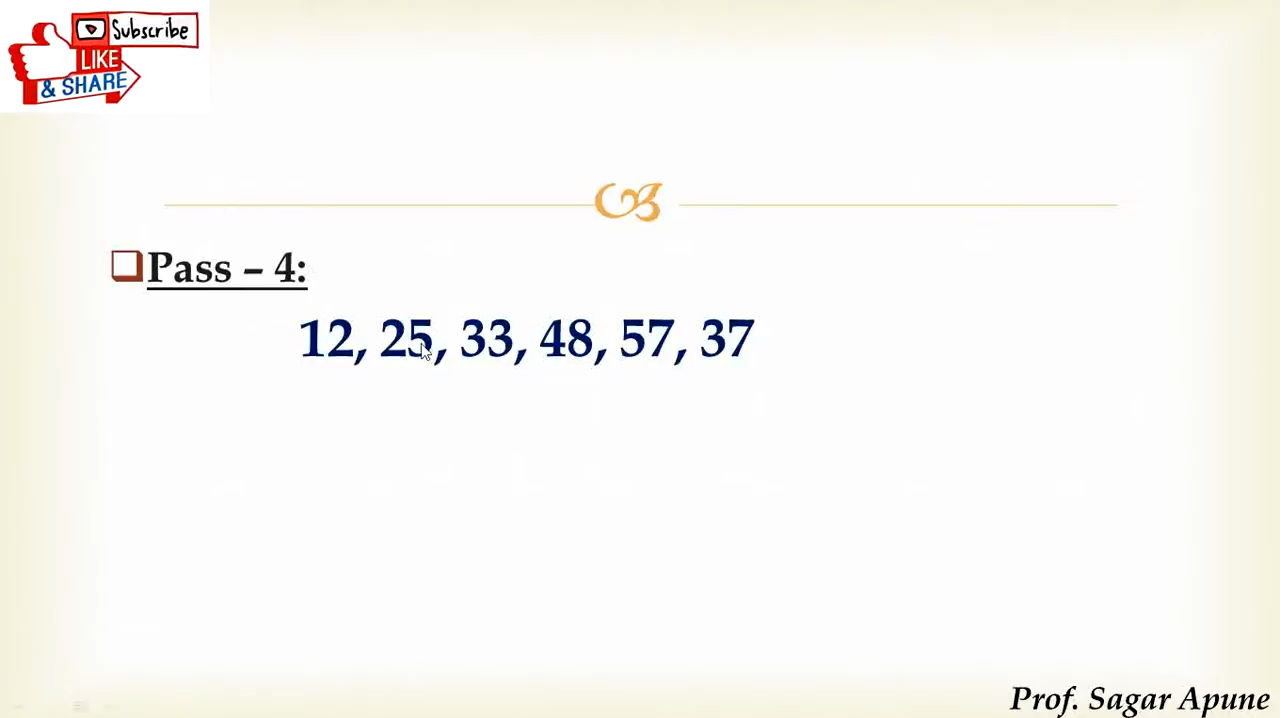 Subscribe
LIKE
& SHARE
Pass – 4:
12, 25, 33, 48, 57, 37
Prof. Sagar Apune